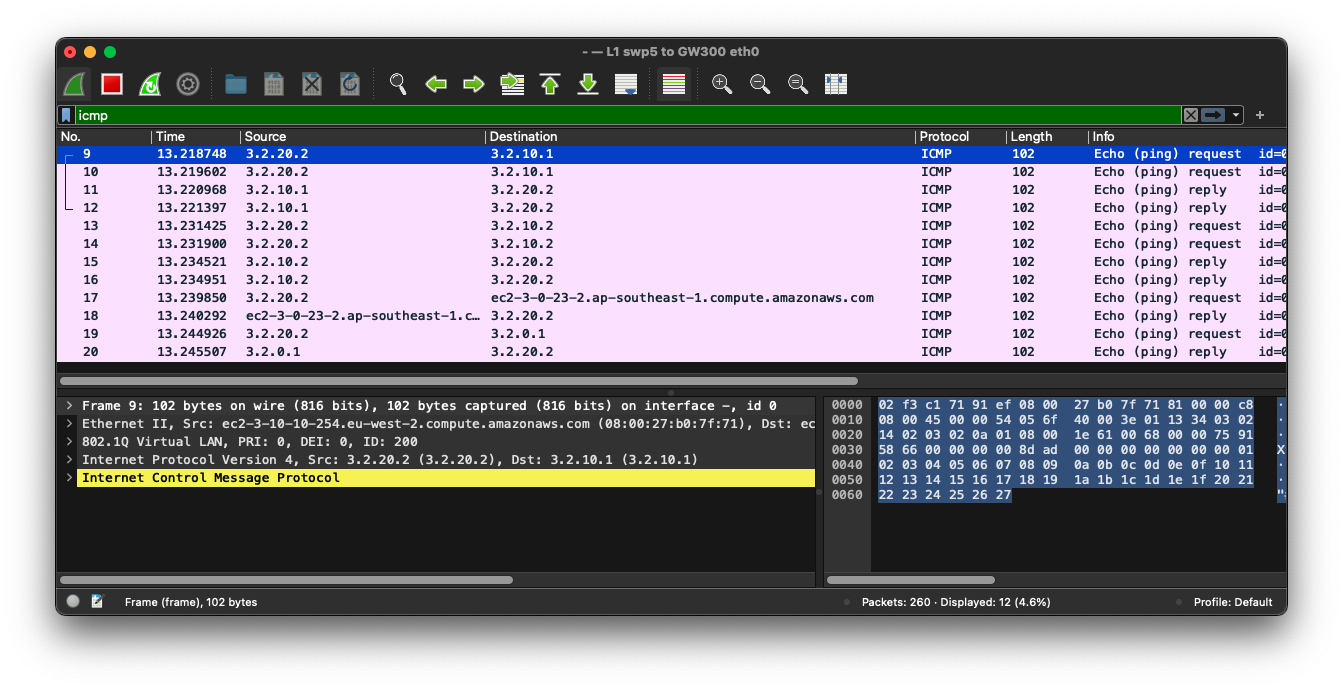 - — L1 swp5 to GW300 eth0
icmp
No. Time Source Destination Protocol Length Info
9 13.218748 3.2.20.2 3.2.10.1 ICMP 102 Echo (ping) request id=0
10 13.219602 3.2.20.2 3.2.10.1 ICMP 102 Echo (ping) request id=0
11 13.220968 3.2.10.1 3.2.20.2 ICMP 102 Echo (ping) reply id=0
12 13.221397 3.2.10.1 3.2.20.2 ICMP 102 Echo (ping) reply id=0
13 13.231425 3.2.20.2 3.2.10.2 ICMP 102 Echo (ping) request id=0
14 13.231900 3.2.20.2 3.2.10.2 ICMP 102 Echo (ping) request id=0
15 13.234521 3.2.10.2 3.2.20.2 ICMP 102 Echo (ping) reply id=0
16 13.234951 3.2.10.2 3.2.20.2 ICMP 102 Echo (ping) reply id=0
17 13.239850 3.2.20.2 ec2-3-0-23-2.ap-southeast-1.compute.amazonaws.com ICMP 102 Echo (ping) request id=0
18 13.240292 ec2-3-0-23-2.ap-southeast-1.c… 3.2.20.2 ICMP 102 Echo (ping) reply id=0
19 13.244926 3.2.20.2 3.2.0.1 ICMP 102 Echo (ping) request id=0
20 13.245507 3.2.0.1 3.2.20.2 ICMP 102 Echo (ping) reply id=0
Frame 9: 102 bytes on wire (816 bits), 102 bytes captured (816 bits) on interface -, id 0
Ethernet II, Src: ec2-3-10-10-254.eu-west-2.compute.amazonaws.com (08:00:27:b0:7f:71), Dst: ec
802.1Q Virtual LAN, PRI: 0, DEI: 0, ID: 200
Internet Protocol Version 4, Src: 3.2.20.2 (3.2.20.2), Dst: 3.2.10.1 (3.2.10.1)
Internet Control Message Protocol
0000 02 f3 c1 71 91 ef 08 00 27 b0 7f 71 81 00 00 c8
0010 08 00 45 00 00 54 05 6f 40 00 3e 01 13 34 03 02
0020 14 02 03 02 0a 01 08 00 1e 61 00 68 00 00 75 91
0030 58 66 00 00 00 00 8d ad 00 00 00 00 00 00 00 01 X
0040 02 03 04 05 06 07 08 09 0a 0b 0c 0d 0e 0f 10 11
0050 12 13 14 15 16 17 18 19 1a 1b 1c 1d 1e 1f 20 21
0060 22 23 24 25 26 27 "
Frame (frame), 102 bytes
Packets: 260 · Displayed: 12 (4.6%)
Profile: Default